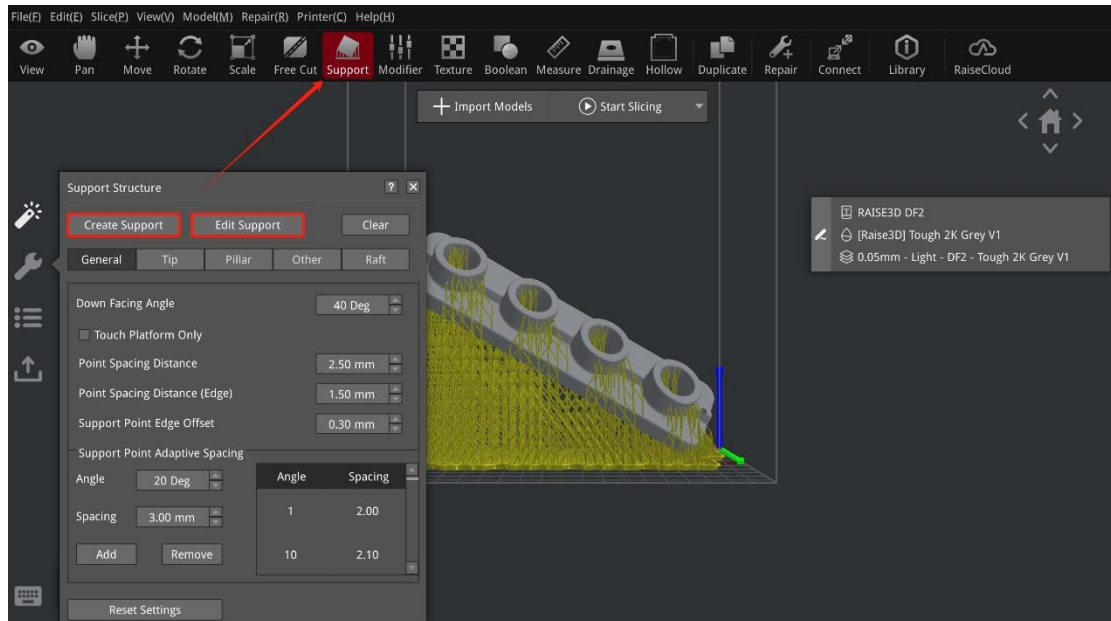 File(F) Edit(E) Slice(P) View(V) Model(M) Repair(R) Printer(C) Help(H)
View Pan Move Rotate Scale Free Cut Support Modifier Texture Boolean Measure Drainage Hollow Duplicate Repair Connect Library RaiseCloud
Import Models Start Slicing
Support Structure ?
Create Support Edit Support Clear
General Tip Pillar Other Raft
Down Facing Angle 40 Deg
Touch Platform Only
Point Spacing Distance 2.50 mm
Point Spacing Distance (Edge) 1.50 mm
Support Point Edge Offset 0.30 mm
Support Point Adaptive Spacing
Angle 20 Deg
Spacing 3.00 mm
Add Remove
Angle Spacing
1 2.00
10 2.10
Reset Settings
RAISE3D DF2
[Raise3D] Tough 2K Grey V1
0.05mm - Light - DF2 - Tough 2K Grey V1